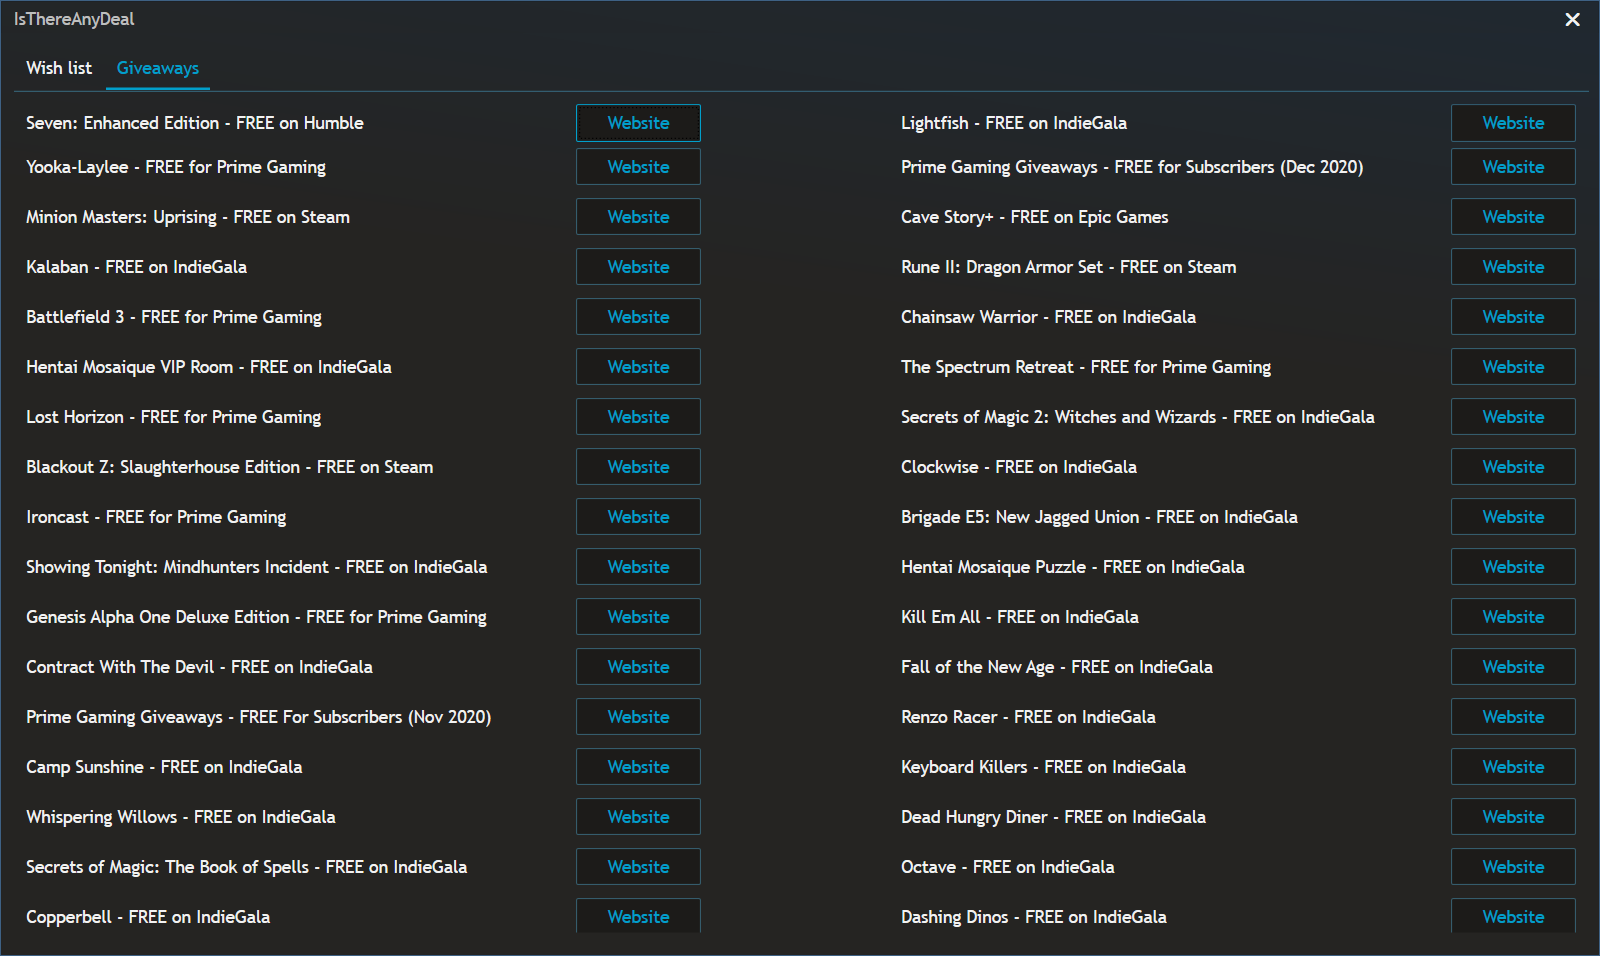 IsThereAnyDeal
Wish list Giveaways
Seven: Enhanced Edition - FREE on Humble Website Lightfish - FREE on IndieGala Website
Yooka-Laylee - FREE for Prime Gaming Website Prime Gaming Giveaways - FREE for Subscribers (Dec 2020) Website
Minion Masters: Uprising - FREE on Steam Website Cave Story+ - FREE on Epic Games Website
Kalaban - FREE on IndieGala Website Rune II: Dragon Armor Set - FREE on Steam Website
Battlefield 3 - FREE for Prime Gaming Website Chainsaw Warrior - FREE on IndieGala Website
Hentai Mosaique VIP Room - FREE on IndieGala Website The Spectrum Retreat - FREE for Prime Gaming Website
Lost Horizon - FREE for Prime Gaming Website Secrets of Magic 2: Witches and Wizards - FREE on IndieGala Website
Blackout Z: Slaughterhouse Edition - FREE on Steam Website Clockwise - FREE on IndieGala Website
Ironcast - FREE for Prime Gaming Website Brigade E5: New Jagged Union - FREE on IndieGala Website
Showing Tonight: Mindhunters Incident - FREE on IndieGala Website Hentai Mosaique Puzzle - FREE on IndieGala Website
Genesis Alpha One Deluxe Edition - FREE for Prime Gaming Website Kill Em All - FREE on IndieGala Website
Contract With The Devil - FREE on IndieGala Website Fall of the New Age - FREE on IndieGala Website
Prime Gaming Giveaways - FREE For Subscribers (Nov 2020) Website Renzo Racer - FREE on IndieGala Website
Camp Sunshine - FREE on IndieGala Website Keyboard Killers - FREE on IndieGala Website
Whispering Willows - FREE on IndieGala Website Dead Hungry Diner - FREE on IndieGala Website
Secrets of Magic: The Book of Spells - FREE on IndieGala Website Octave - FREE on IndieGala Website
Copperbell - FREE on IndieGala Website Dashing Dinos - FREE on IndieGala Website